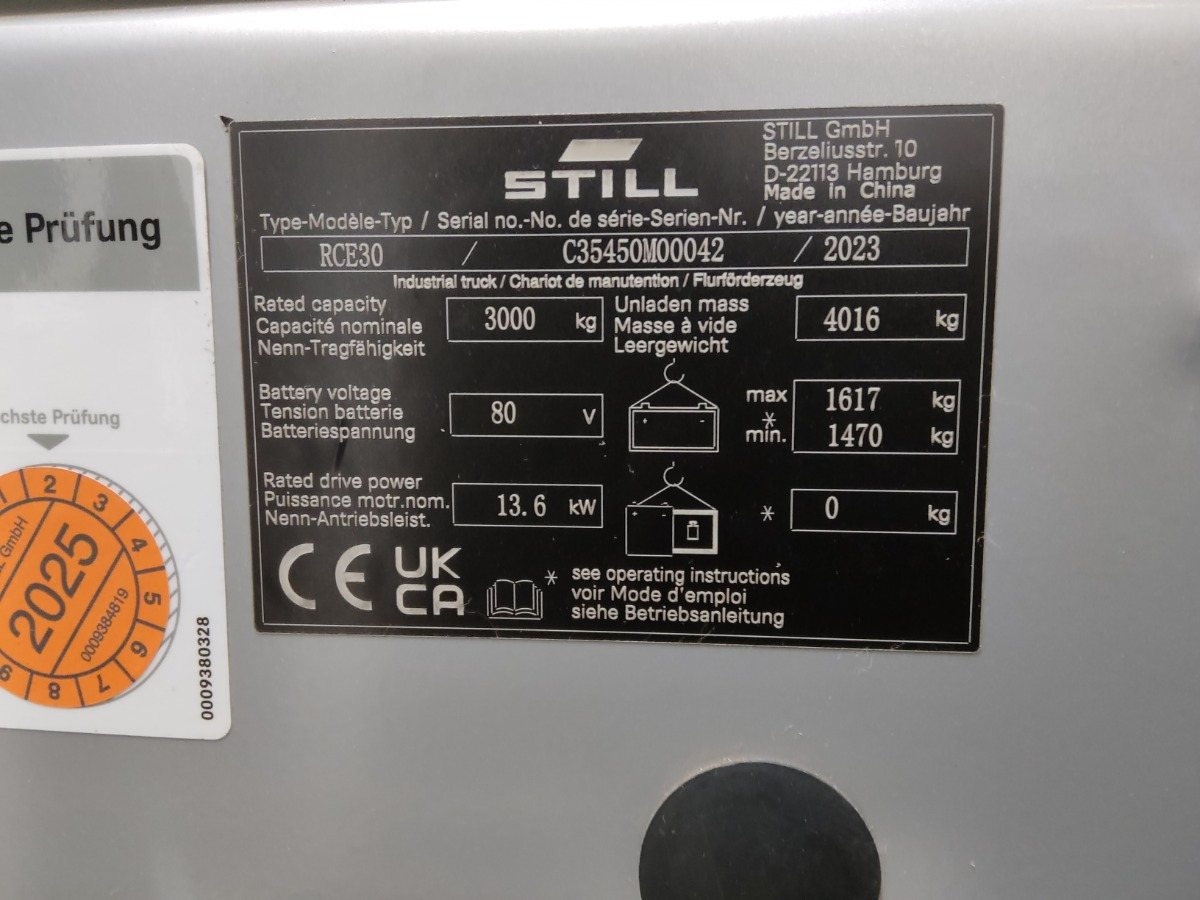 e Prüfung
chste Prüfung
2
3
4
5
6
7
8
9
GmbH
2025
0009384819
0009380328
STILL
STILL GmbH
Berzeliusstr. 10
D-22113 Hamburg
Made in China
Type-Modèle-Typ / Serial no.-No. de série-Serien-Nr. / year-année-Baujahr
RCE30 / C35450M00042 / 2023
Industrial truck / Chariot de manutention / Flurförderzeug
Rated capacity
Capacité nominale
Nenn-Tragfähigkeit
3000 kg
Unladen mass
Masse à vide
Leergewicht
4016 kg
Battery voltage
Tension batterie
Batteriespannung
80 V
max 1617 kg
*
min. 1470 kg
Rated drive power
Puissance motr.nom.
Nenn-Antriebsleist.
13.6 kW
* 0 kg
CE
UK
CA
* see operating instructions
voir Mode d'emploi
siehe Betriebsanleitung